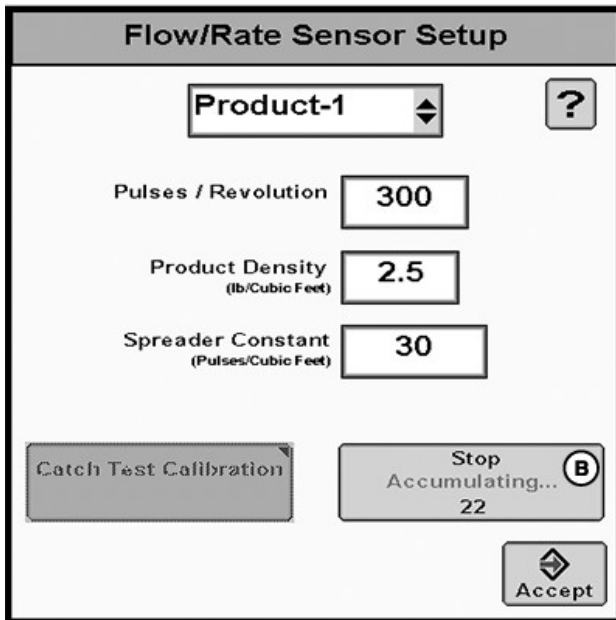 Flow/Rate Sensor Setup
Product-1
?
Pulses / Revolution
300
Product Density
(lb/Cubic Feet)
2.5
Spreader Constant
(Pulses/Cubic Feet)
30
Catch Test Calibration
Stop
Accumulating...
22
B
Accept